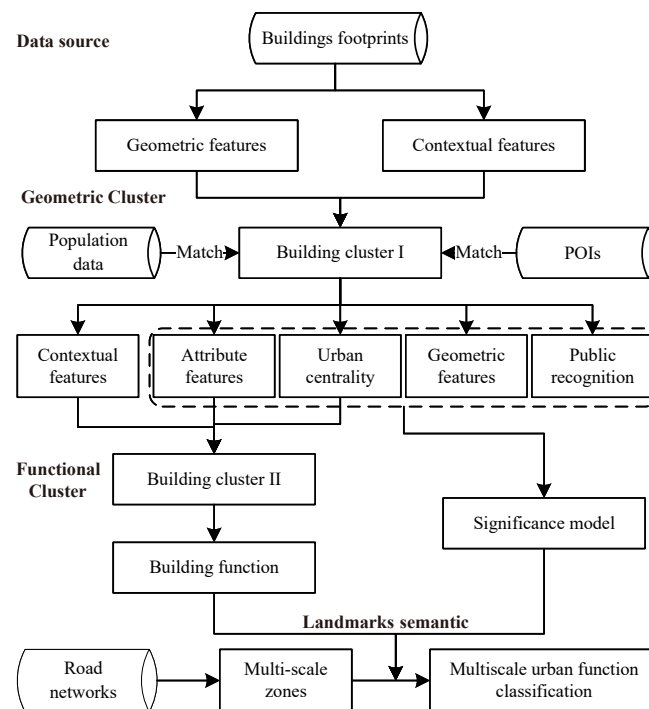 Data source
Buildings footprints
Geometric features
Contextual features
Geometric Cluster
Population
data
Match
Building cluster I
Match
POIs
Contextual
features
Attribute
features
Urban
centrality
Geometric
features
Public
recognition
Functional
Cluster
Building cluster II
Significance model
Building function
Landmarks semantic
Road
networks
Multi-scale
zones
Multiscale urban function
classification